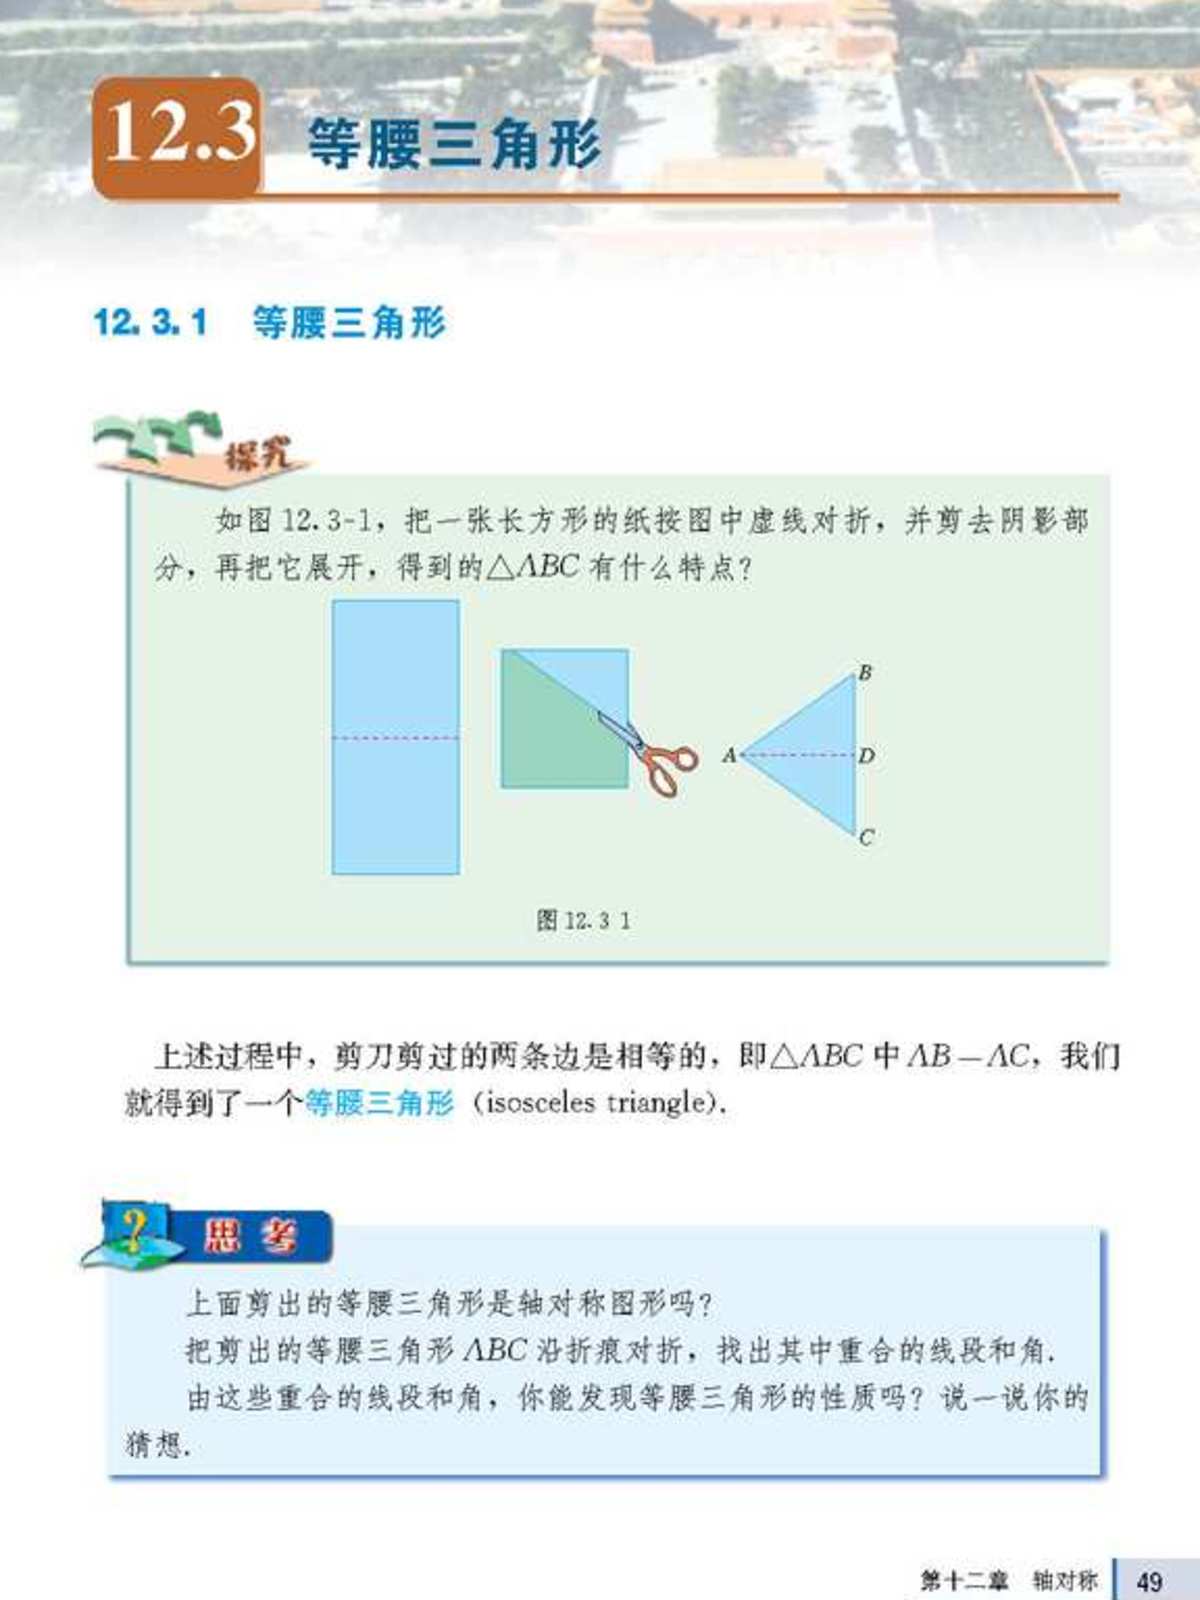 12.3 等腰三角形
12.3.1 等腰三角形
探究
如图 12.3-1，把一张长方形的纸按图中虚线对折，并剪去阴影部
分，再把它展开，得到的△ABC 有什么特点？
B
A
D
C
图 12.3 1
上述过程中，剪刀剪过的两条边是相等的，即△ABC 中 AB—AC，我们
就得到了一个等腰三角形（isosceles triangle）.
? 思考
上面剪出的等腰三角形是轴对称图形吗？
把剪出的等腰三角形 ABC 沿折痕对折，找出其中重合的线段和角.
由这些重合的线段和角，你能发现等腰三角形的性质吗？说一说你的
猜想.
第十二章 轴对称 49